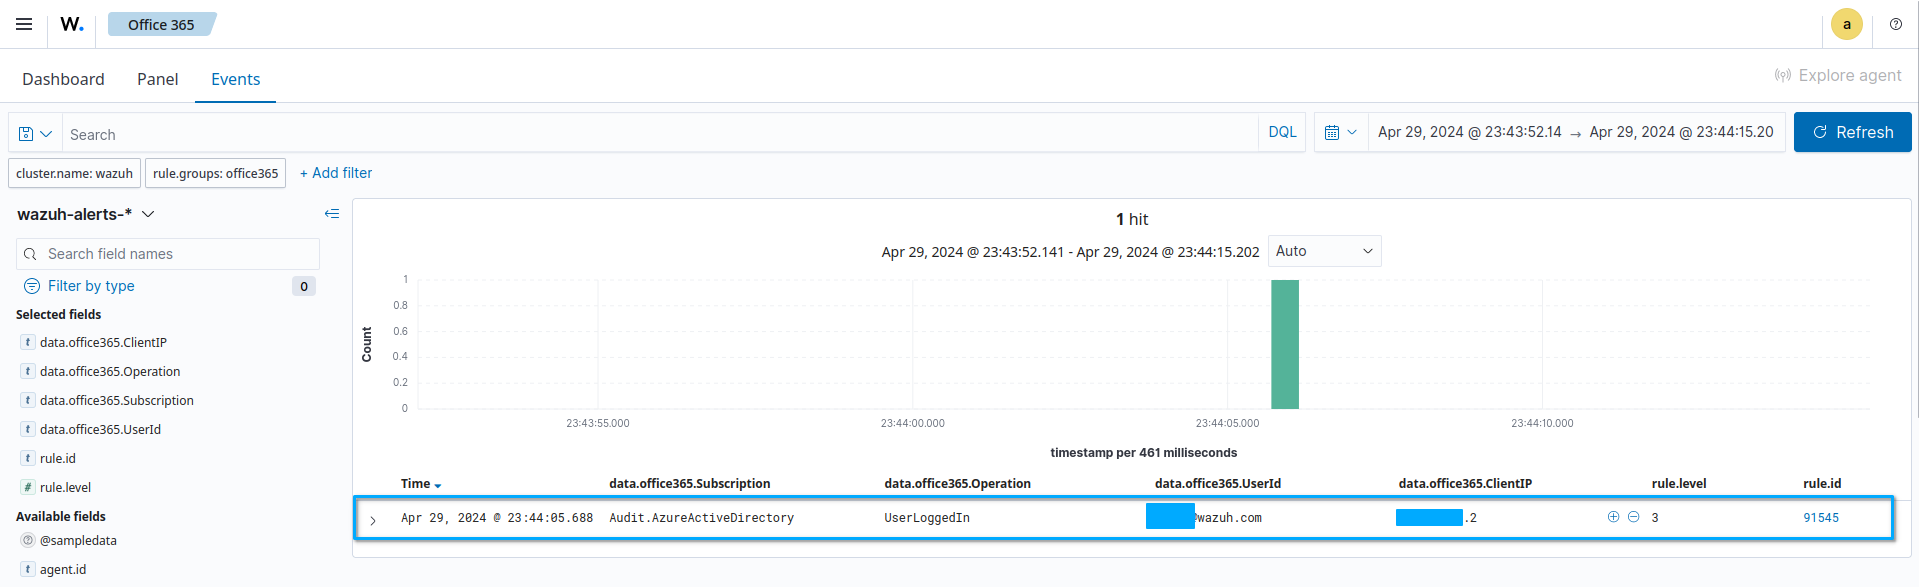 W. Office 365 a
Dashboard Panel Events Explore agent
Search DQL Apr 29, 2024 @ 23:43:52.14 → Apr 29, 2024 @ 23:44:15.20 Refresh
cluster.name: wazuh rule.groups: office365 + Add filter
wazuh-alerts-*
Search field names
Filter by type 0
Selected fields
t data.office365.ClientIP
t data.office365.Operation
t data.office365.Subscription
t data.office365.UserId
t rule.id
# rule.level
Available fields
@sampledata
t agent.id
1 hit
Apr 29, 2024 @ 23:43:52.141 - Apr 29, 2024 @ 23:44:15.202 Auto
Count
1
0.8
0.6
0.4
0.2
0
23:43:55.000 23:44:00.000 23:44:05.000 23:44:10.000
timestamp per 461 milliseconds
Time data.office365.Subscription data.office365.Operation data.office365.UserId data.office365.ClientIP rule.level rule.id
Apr 29, 2024 @ 23:44:05.688 Audit.AzureActiveDirectory UserLoggedIn @wazuh.com .2 3 91545